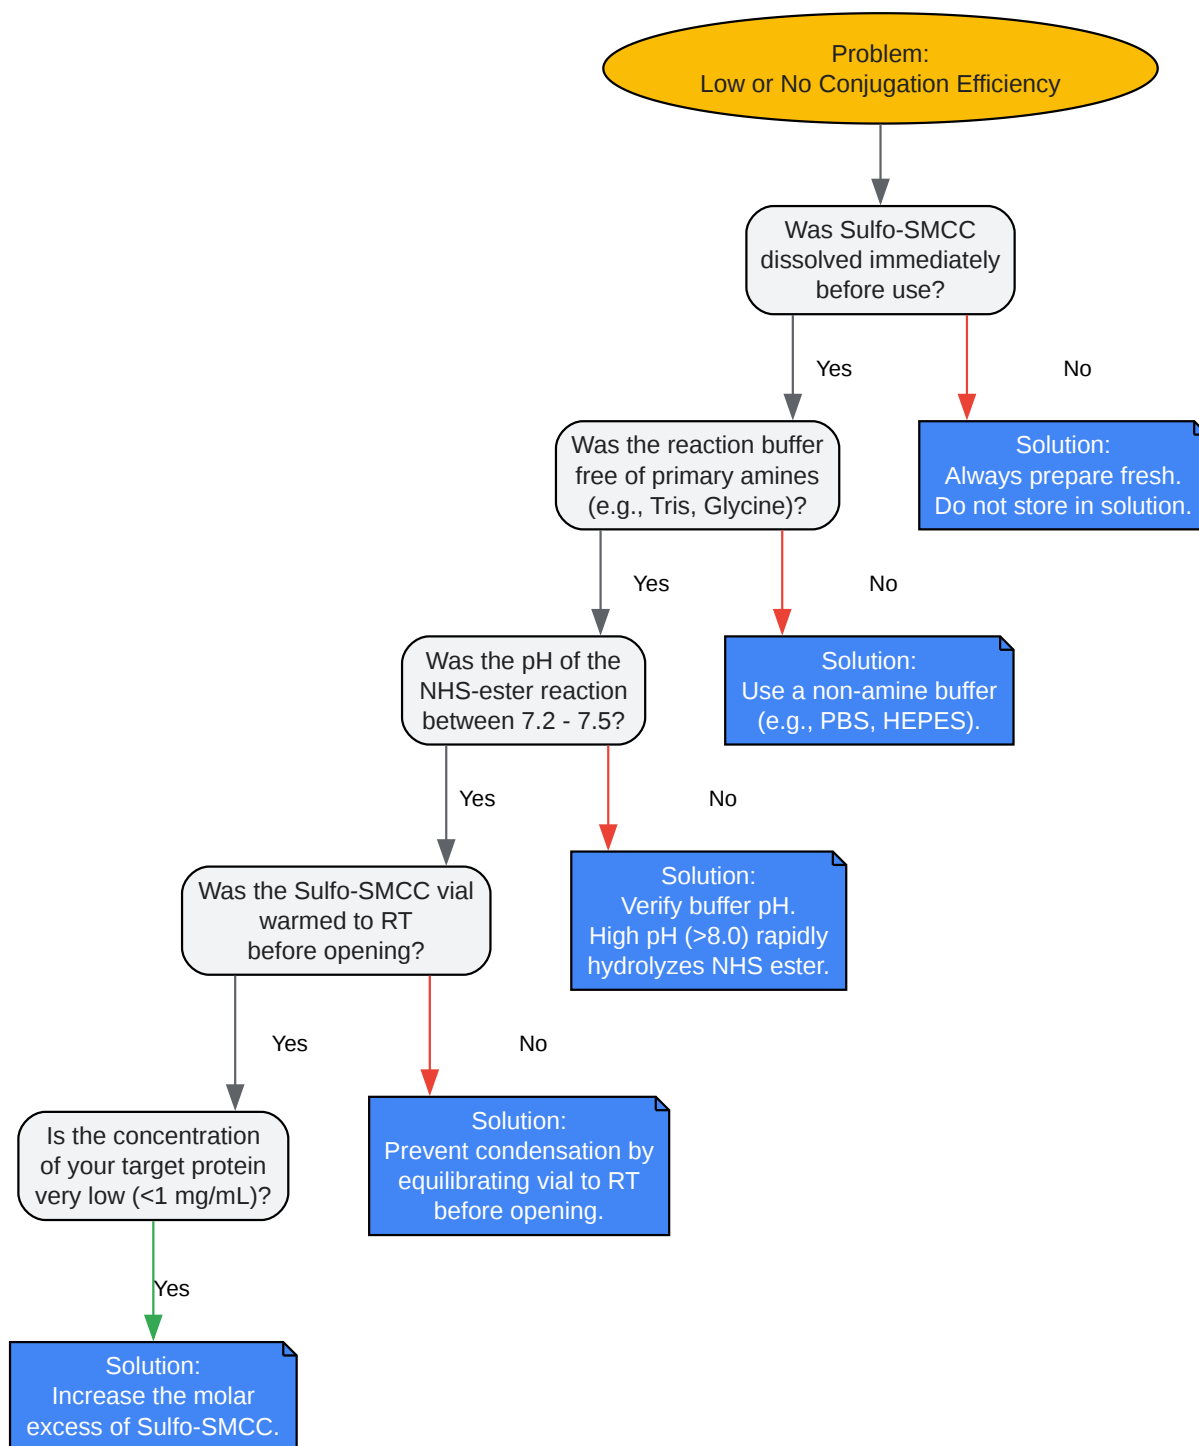 Problem:
Low or No Conjugation Efficiency
Was Sulfo-SMCC
dissolved immediately
before use?
Yes
No
Was the reaction buffer
free of primary amines
(e.g., Tris, Glycine)?
Solution:
Always prepare fresh.
Do not store in solution.
Yes
No
Was the pH of the
NHS-ester reaction
between 7.2 - 7.5?
Solution:
Use a non-amine buffer
(e.g., PBS, HEPES).
Yes
No
Was the Sulfo-SMCC vial
warmed to RT
before opening?
Solution:
Verify buffer pH.
High pH (>8.0) rapidly
hydrolyzes NHS ester.
Yes
No
Is the concentration
of your target protein
very low (<1 mg/mL)?
Solution:
Prevent condensation by
equilibrating vial to RT
before opening.
Yes
Solution:
Increase the molar
excess of Sulfo-SMCC.